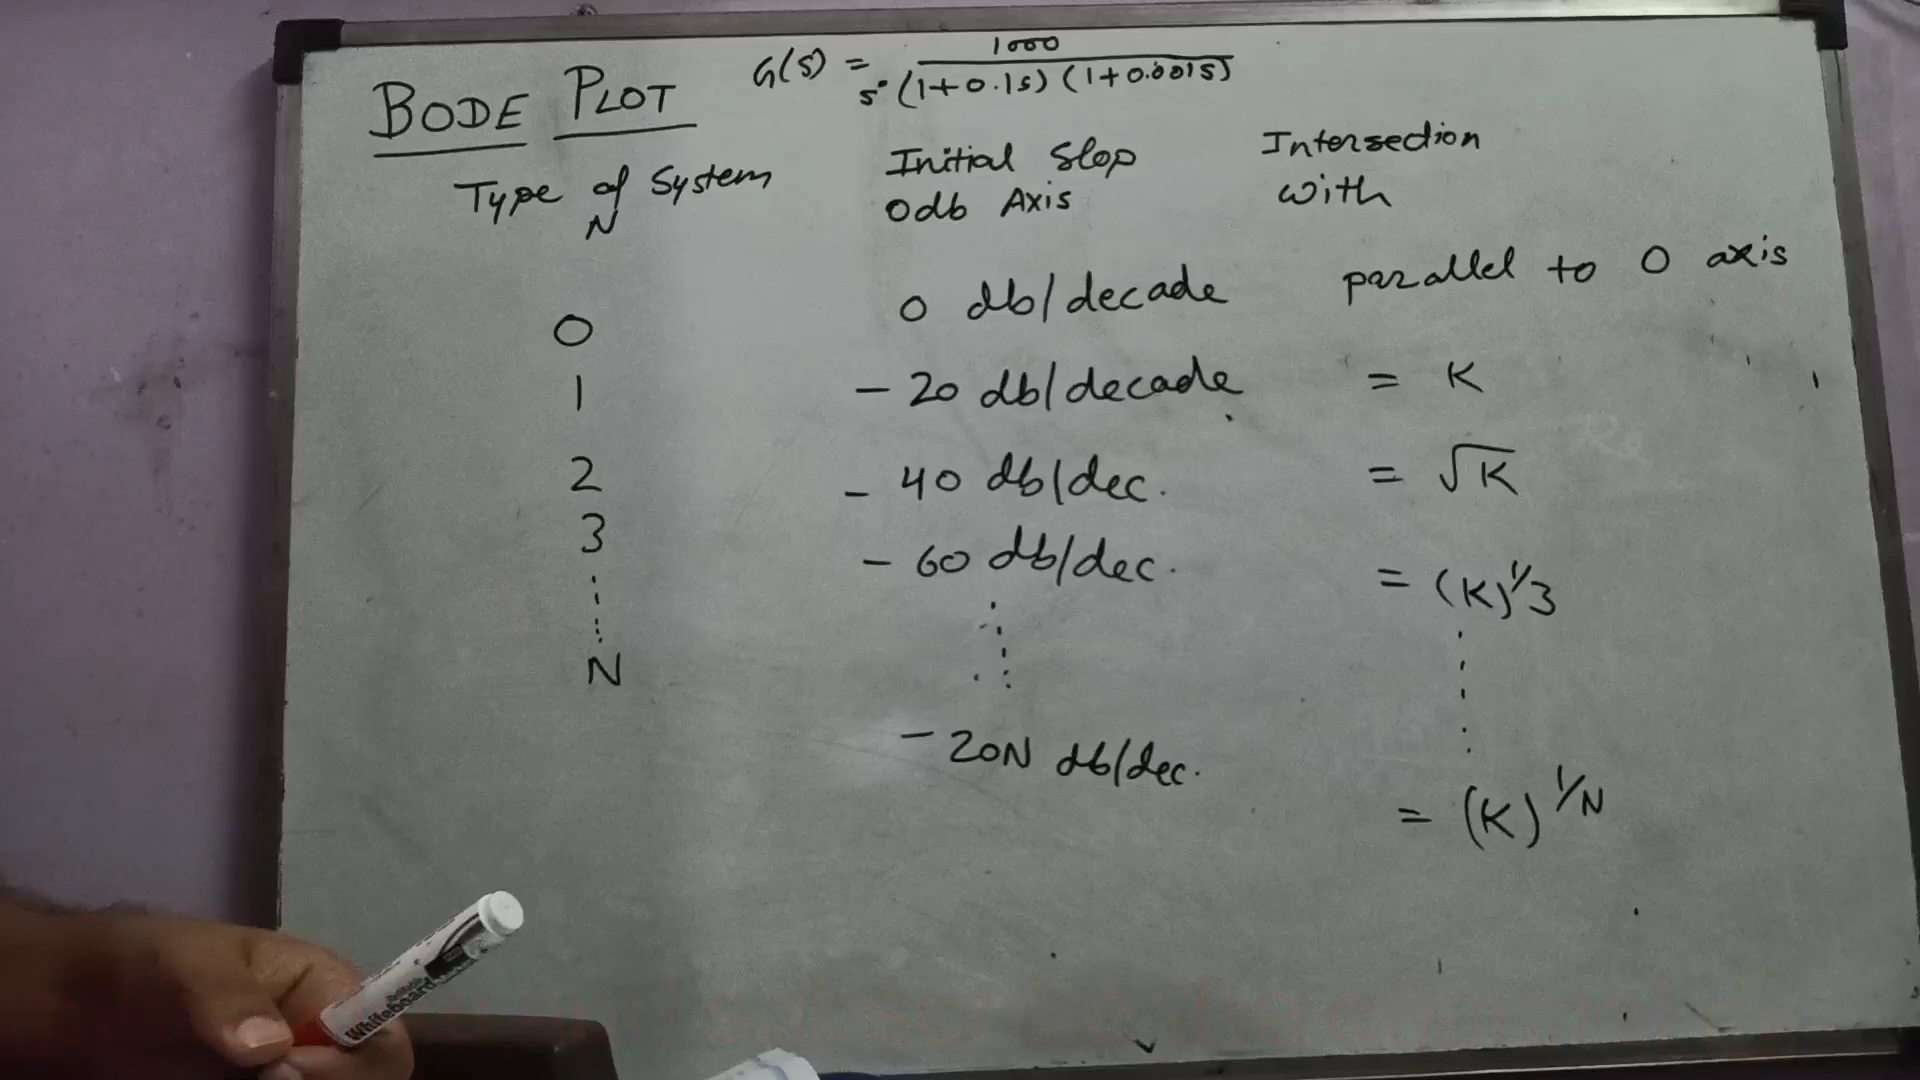 BODE PLOT
G(s) = 1000
s° (1+0.1s) (1+0.001s)
Type of System
N
Initial Slop
0db Axis
Intersection
with
0
0 db/decade
parallel to 0 axis
1
- 20 db/decade
= K
2
- 40 db/dec.
= √K
3
- 60 db/dec.
= (K)^1/3
N
- 20N db/dec.
= (K)^1/N
Whiteboard